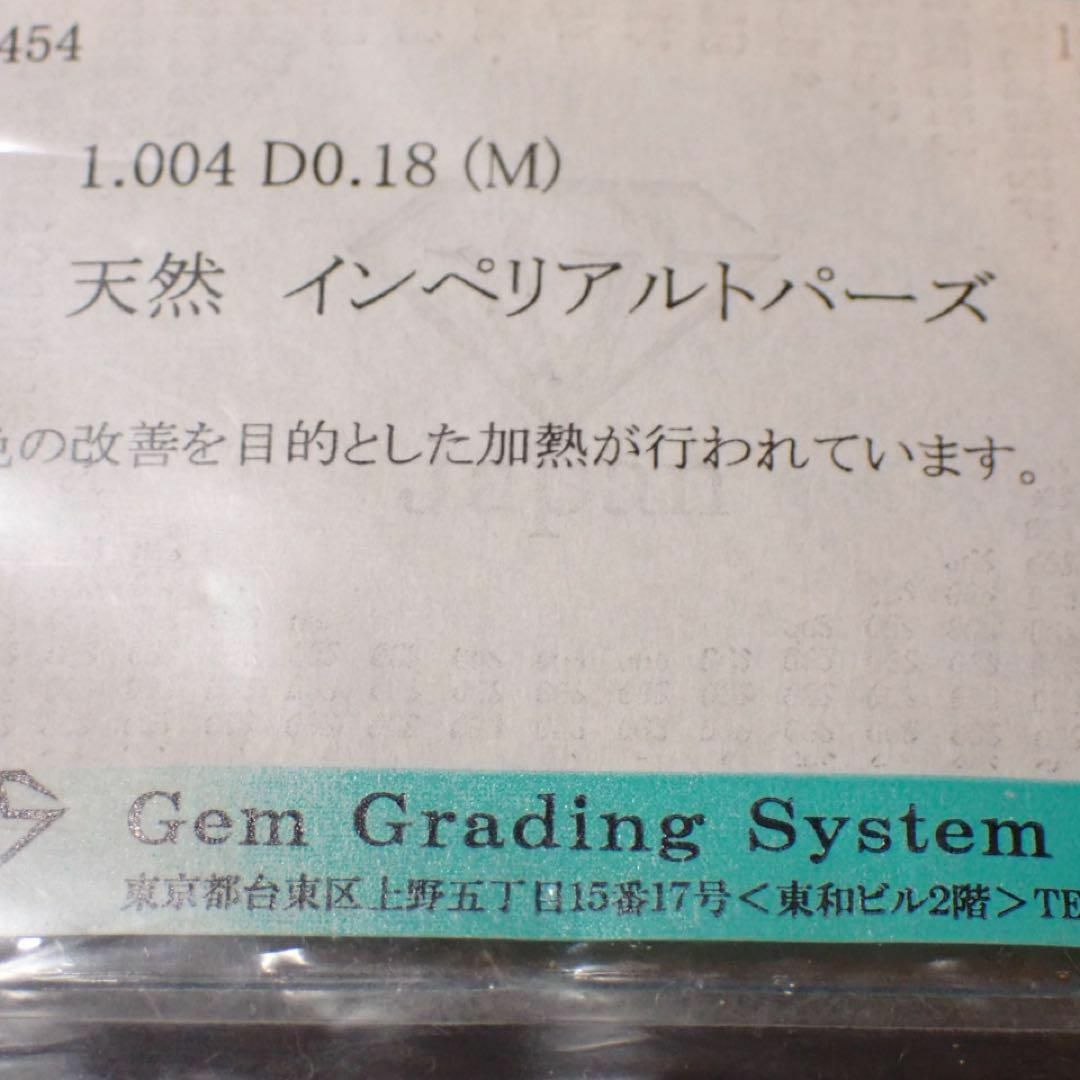 454
1.004 D0.18 (M)
天然 インペリアルトパーズ
色の改善を目的とした加熱が行われています。
Gem Grading System
東京都台東区上野五丁目15番17号<東和ビル2階>TE